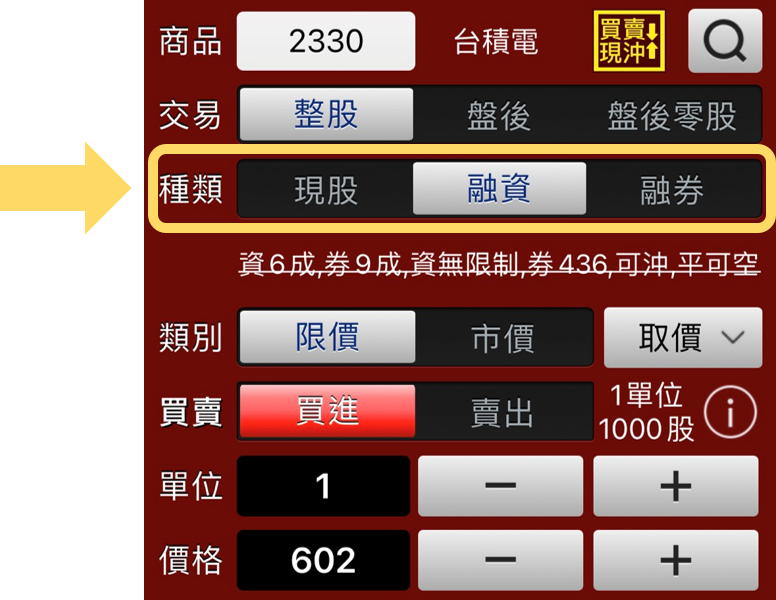 商品 2330 台積電 買賣現沖
交易 整股 盤後 盤後零股
種類 現股 融資 融券
資6成,券9成,資無限制,券436,可沖,平可空
類別 限價 市價 取價
買賣 買進 賣出 1單位 1000股
單位 1 − +
價格 602 − +